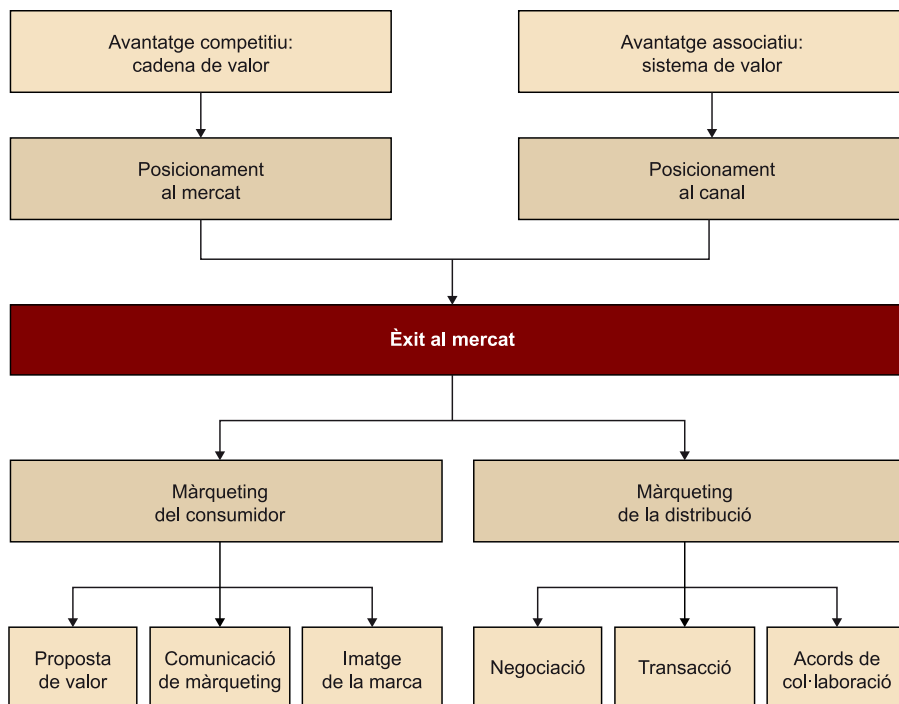 Avantatge competitiu:
cadena de valor
Avantatge associatiu:
sistema de valor
Posicionament
al mercat
Posicionament
al canal
Èxit al mercat
Màrqueting
del consumidor
Màrqueting
de la distribució
Proposta
de valor
Comunicació
de màrqueting
Imatge
de la marca
Negociació
Transacció
Acords de
col·laboració